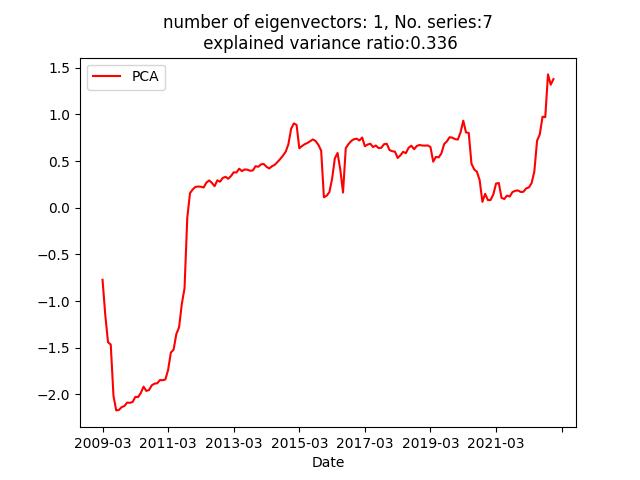 number of eigenvectors: 1, No. series:7
explained variance ratio:0.336
PCA
1.5
1.0
0.5
0.0
−0.5
−1.0
−1.5
−2.0
2009-03 2011-03 2013-03 2015-03 2017-03 2019-03 2021-03
Date